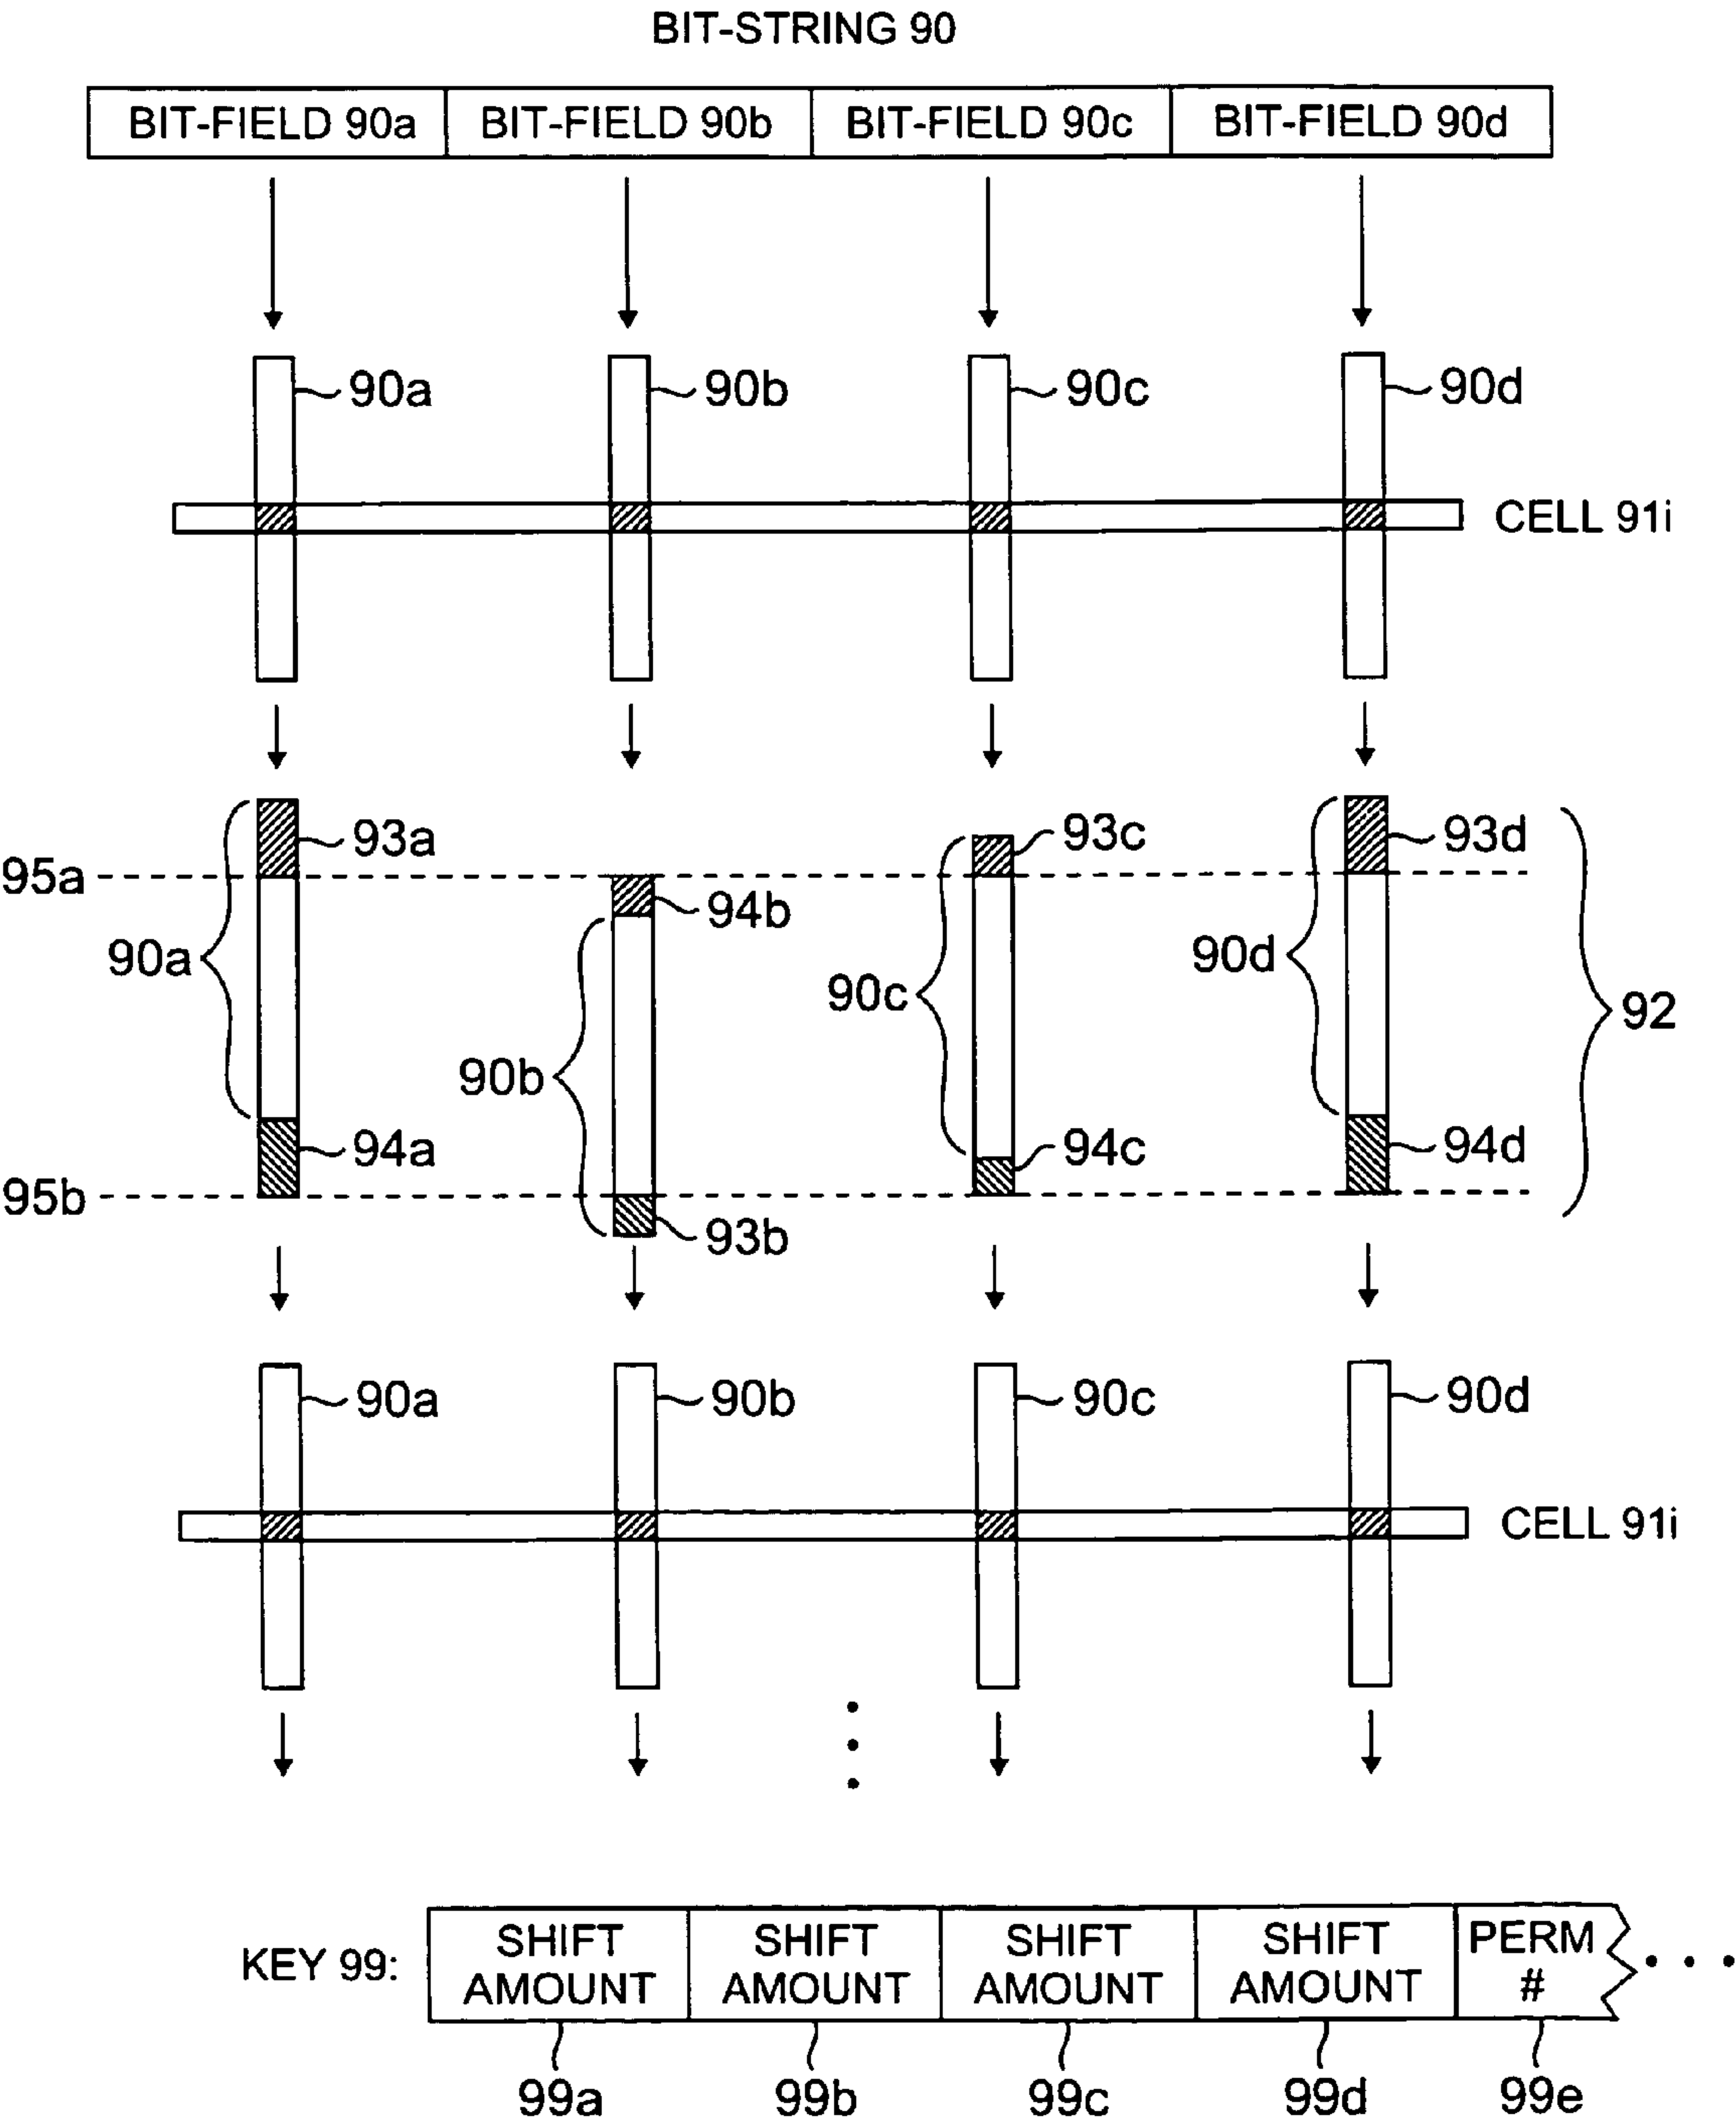 BIT-STRING 90
BIT-FIELD 90a BIT-FIELD 90b BIT-FIELD 90c BIT-FIELD 90d
90a 90b 90c 90d
CELL 91i
93a 93c 93d
95a
94b
90a 90d
90c
92
90b
94a 94c 94d
95b
93b
90a 90b 90c 90d
CELL 91i
KEY 99:
SHIFT AMOUNT
SHIFT AMOUNT
SHIFT AMOUNT
SHIFT AMOUNT
PERM #
99a 99b 99c 99d 99e